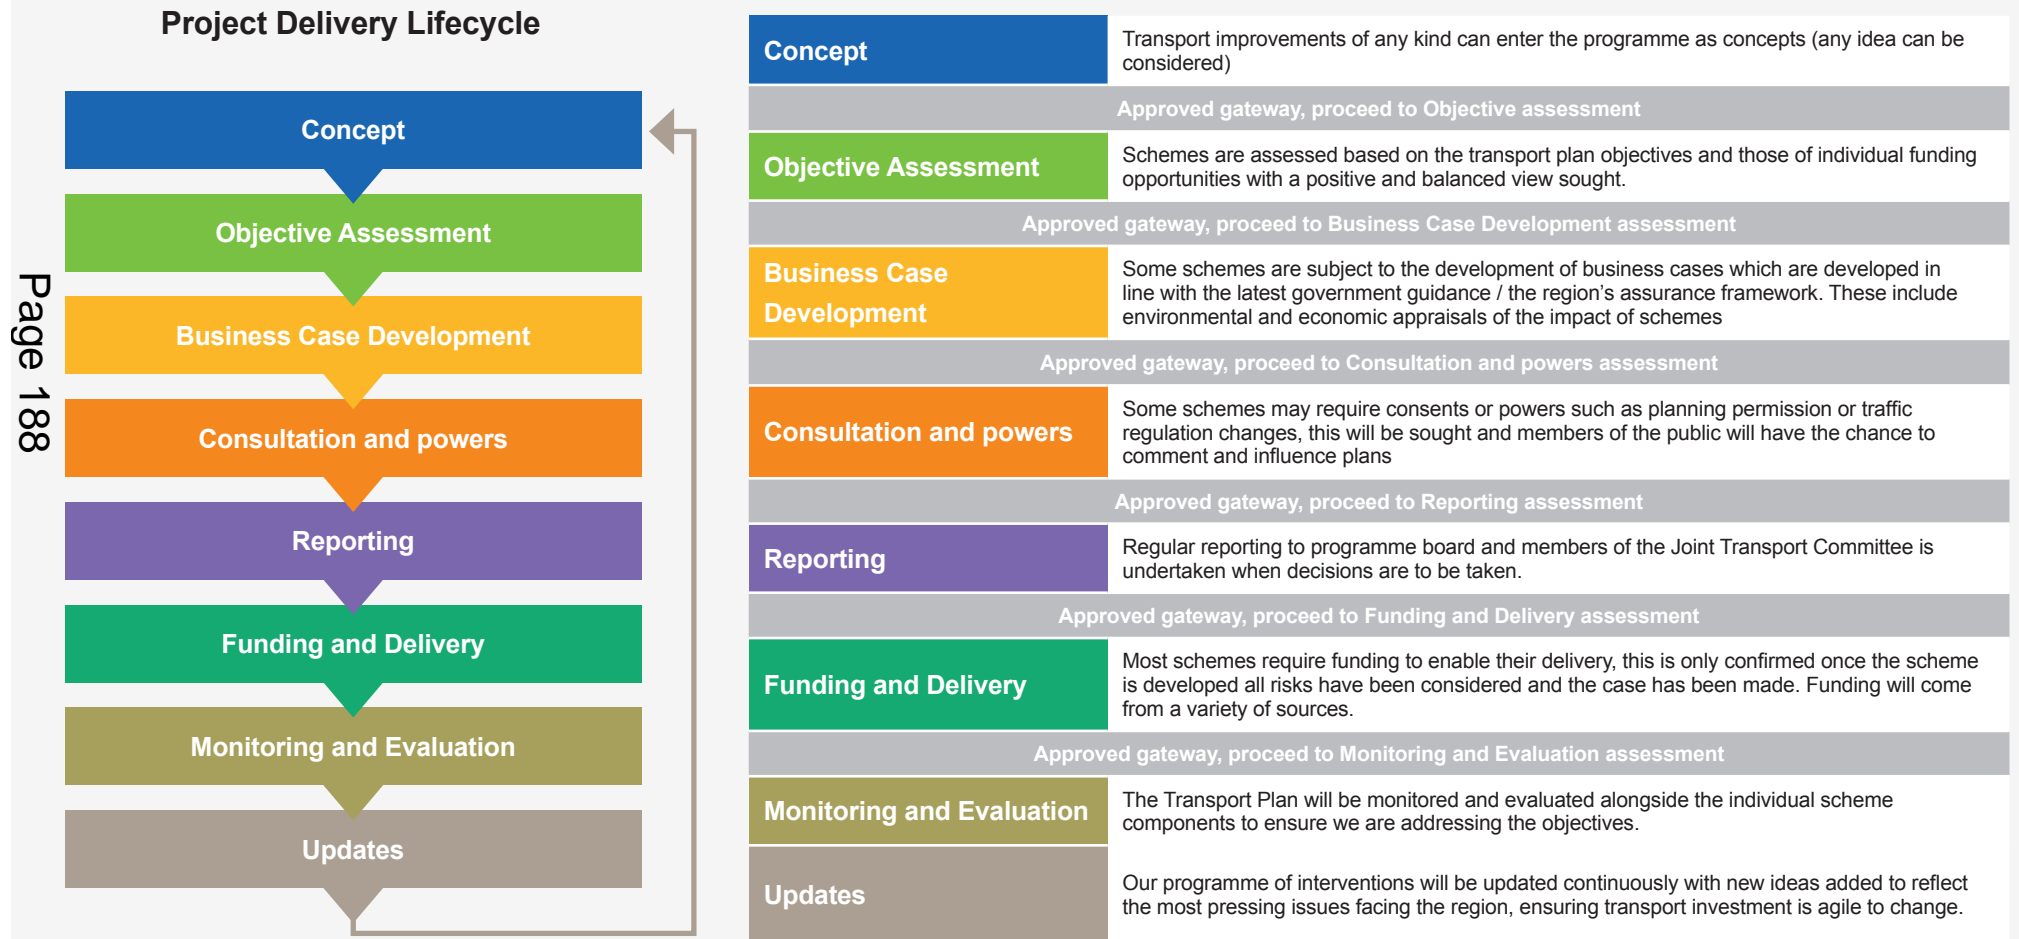 Project Delivery Lifecycle
Concept
Objective Assessment
Business Case Development
Consultation and powers
Reporting
Funding and Delivery
Monitoring and Evaluation
Updates
Page 188
Concept
Transport improvements of any kind can enter the programme as concepts (any idea can be
considered)
Approved gateway, proceed to Objective assessment
Objective Assessment
Schemes are assessed based on the transport plan objectives and those of individual funding
opportunities with a positive and balanced view sought.
Approved gateway, proceed to Business Case Development assessment
Business Case
Development
Some schemes are subject to the development of business cases which are developed in
line with the latest government guidance / the region's assurance framework. These include
environmental and economic appraisals of the impact of schemes
Approved gateway, proceed to Consultation and powers assessment
Consultation and powers
Some schemes may require consents or powers such as planning permission or traffic
regulation changes, this will be sought and members of the public will have the chance to
comment and influence plans
Approved gateway, proceed to Reporting assessment
Reporting
Regular reporting to programme board and members of the Joint Transport Committee is
undertaken when decisions are to be taken.
Approved gateway, proceed to Funding and Delivery assessment
Funding and Delivery
Most schemes require funding to enable their delivery, this is only confirmed once the scheme
is developed all risks have been considered and the case has been made. Funding will come
from a variety of sources.
Approved gateway, proceed to Monitoring and Evaluation assessment
Monitoring and Evaluation
The Transport Plan will be monitored and evaluated alongside the individual scheme
components to ensure we are addressing the objectives.
Updates
Our programme of interventions will be updated continuously with new ideas added to reflect
the most pressing issues facing the region, ensuring transport investment is agile to change.